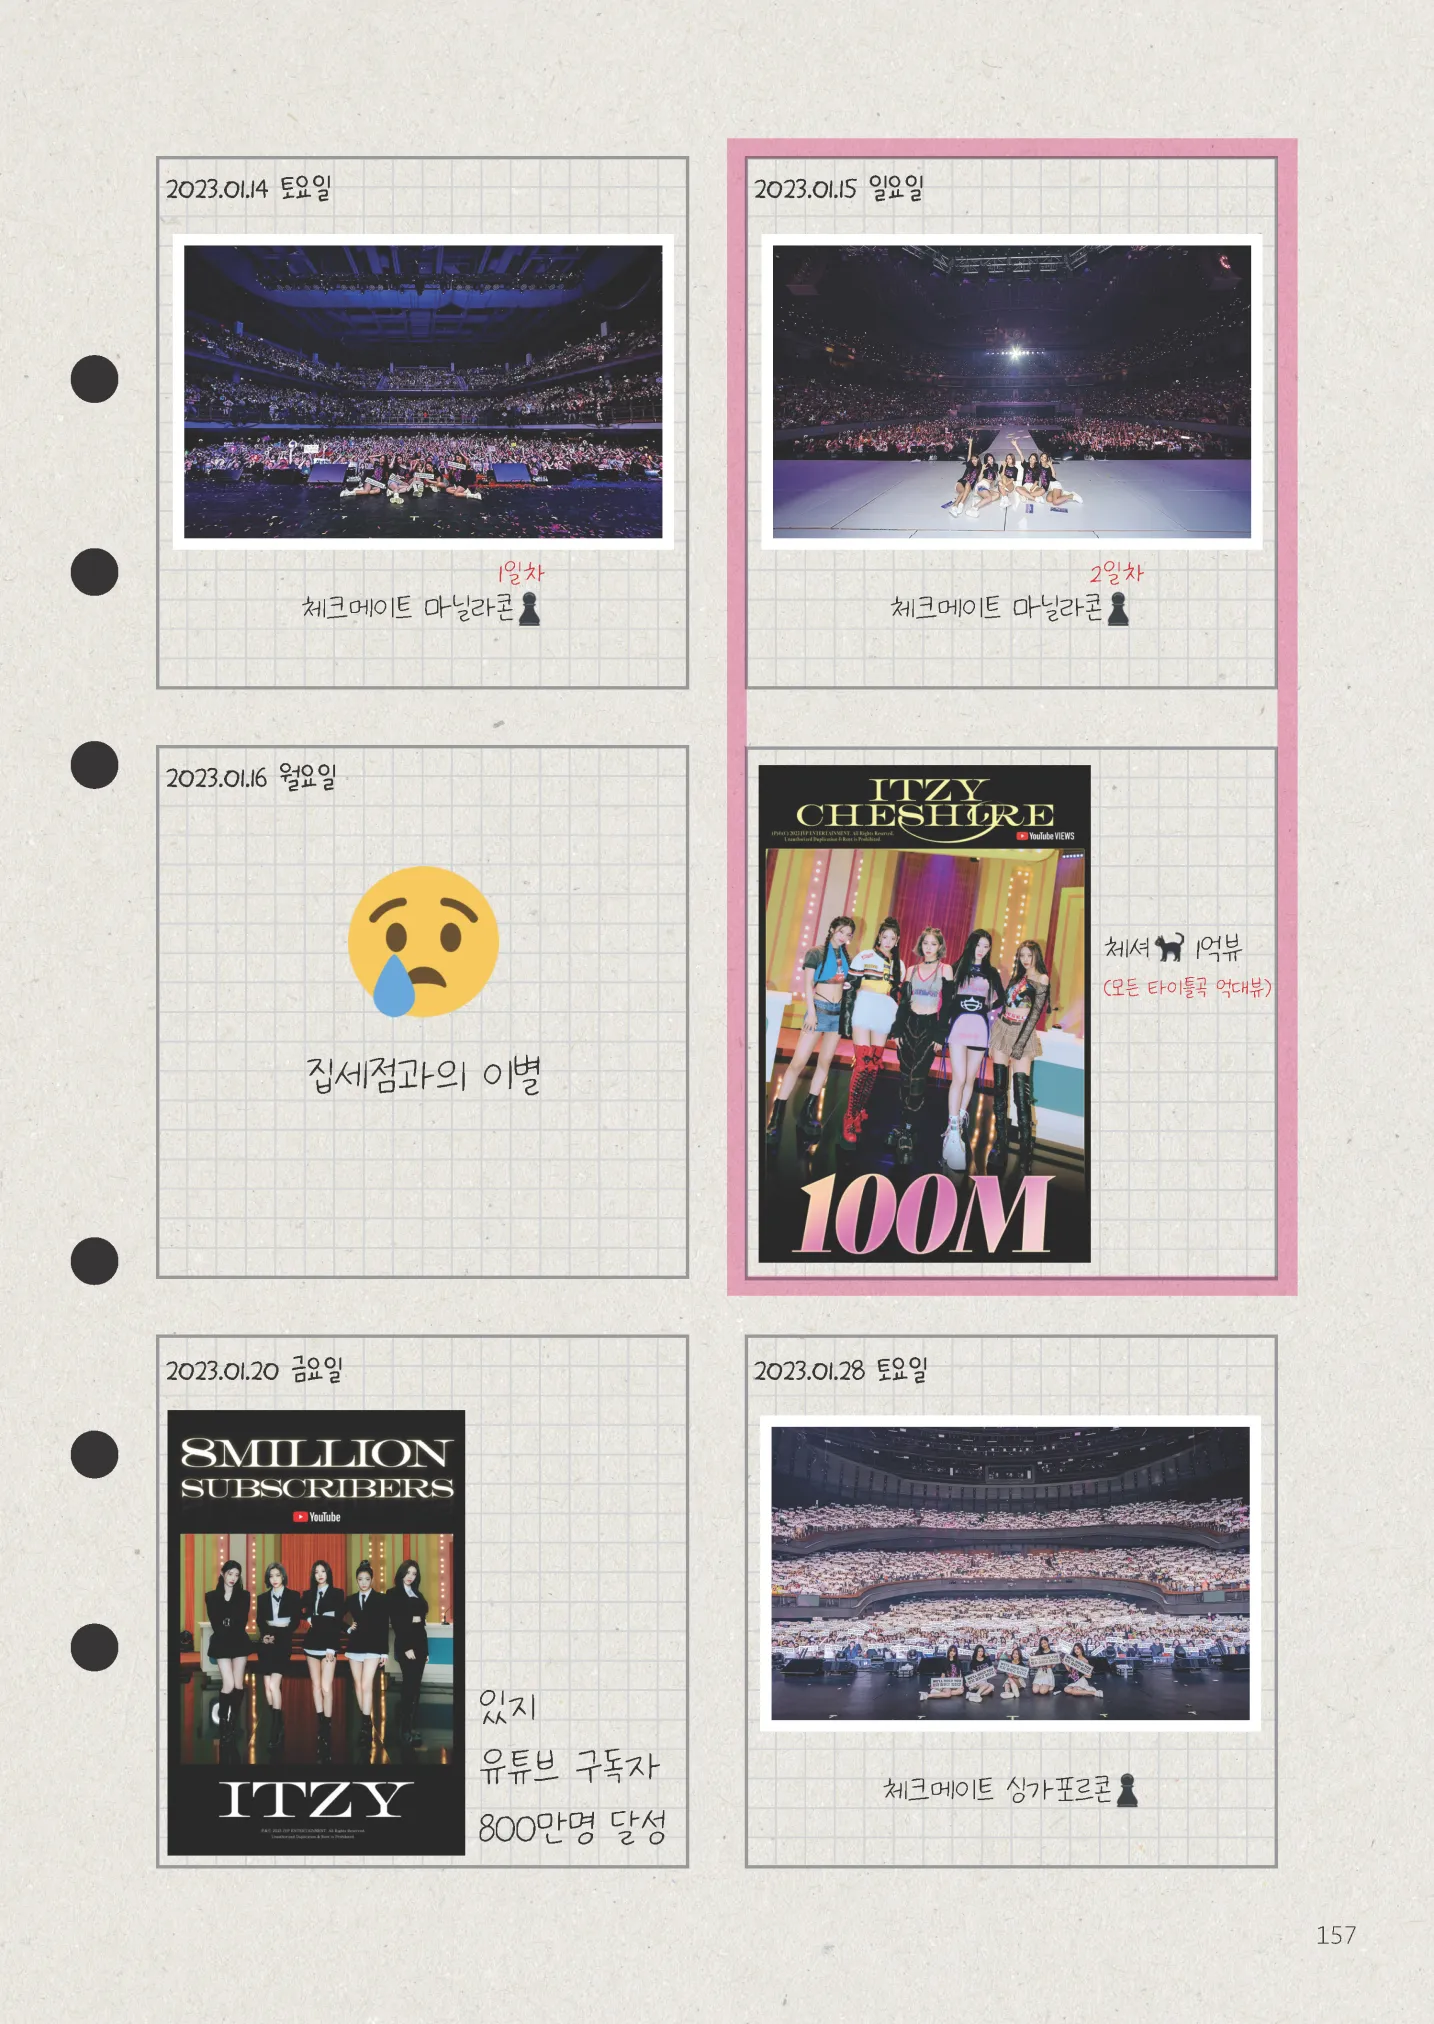 2023.01.14 토요일
1일차
체크메이트 마닐라콘
2023.01.15 일요일
2일차
체크메이트 마닐라콘
ITZY
CHESHIRE
YouTube VIEWS
100M
체셔 1억뷰
(모든 타이틀곡 억대뷰)
2023.01.16 월요일
집세점과의 이별
2023.01.20 금요일
8MILLION
SUBSCRIBERS
YouTube
ITZY
있지
유튜브 구독자
800만명 달성
2023.01.28 토요일
체크메이트 싱가포르콘
157